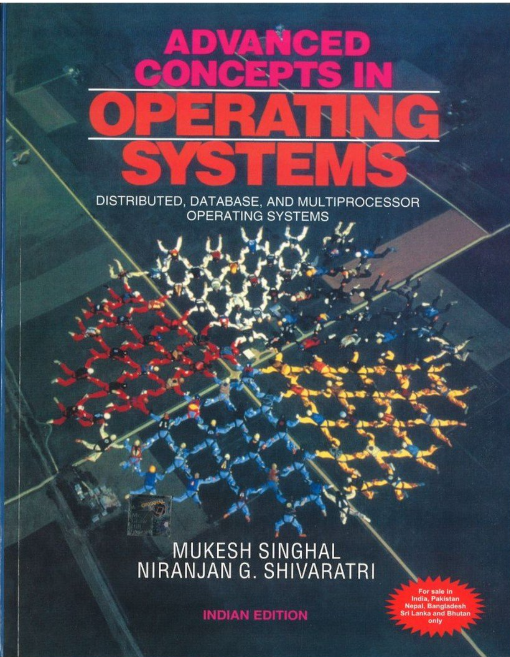 ADVANCED
CONCEPTS IN
OPERATING
SYSTEMS
DISTRIBUTED, DATABASE, AND MULTIPROCESSOR
OPERATING SYSTEMS
MUKESH SINGHAL
NIRANJAN G. SHIVARATRI
INDIAN EDITION
For sale in
India, Pakistan
Nepal, Bangladesh
Sri Lanka and Bhutan
only